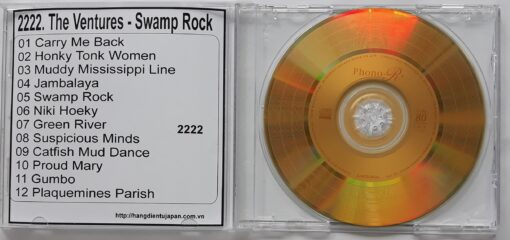 2222. The Ventures - Swamp Rock
01 Carry Me Back
02 Honky Tonk Women
03 Muddy Mississippi Line
04 Jambalaya
05 Swamp Rock
06 Niki Hoeky
07 Green River
2222
08 Suspicious Minds
09 Catfish Mud Dance
10 Proud Mary
11 Gumbo
12 Plaquemines Parish
http://hangdientujapan.com.vn/
Phono-R
80